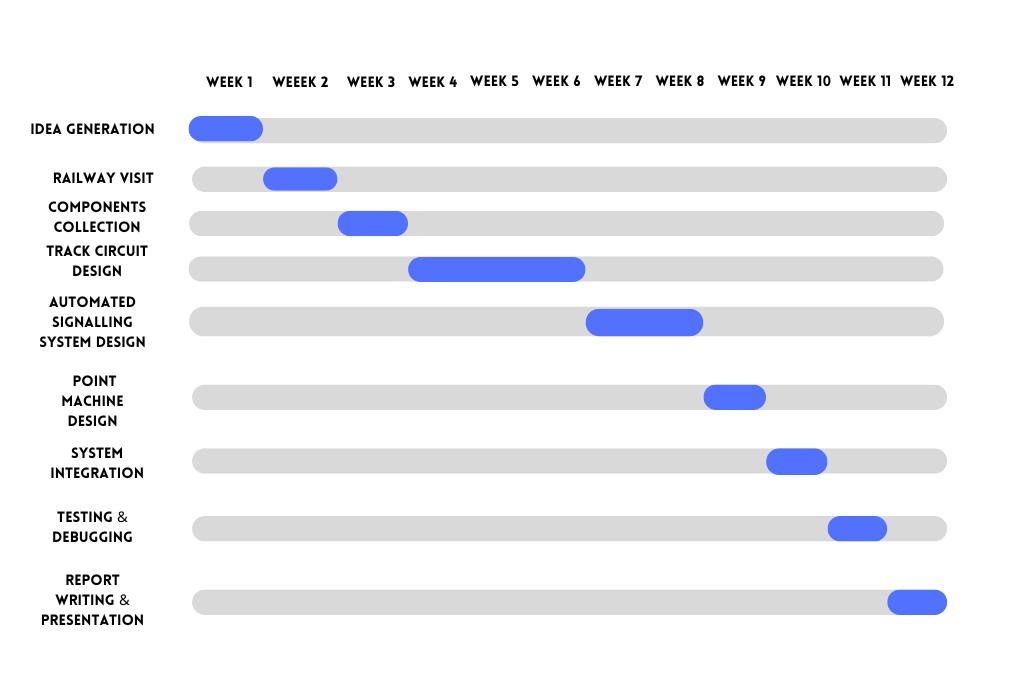 WEEK 1 WEEEK 2 WEEK 3 WEEK 4 WEEK 5 WEEK 6 WEEK 7 WEEK 8 WEEK 9 WEEK 10 WEEK 11 WEEK 12
IDEA GENERATION
RAILWAY VISIT
COMPONENTS
COLLECTION
TRACK CIRCUIT
DESIGN
AUTOMATED
SIGNALLING
SYSTEM DESIGN
POINT
MACHINE
DESIGN
SYSTEM
INTEGRATION
TESTING &
DEBUGGING
REPORT
WRITING &
PRESENTATION